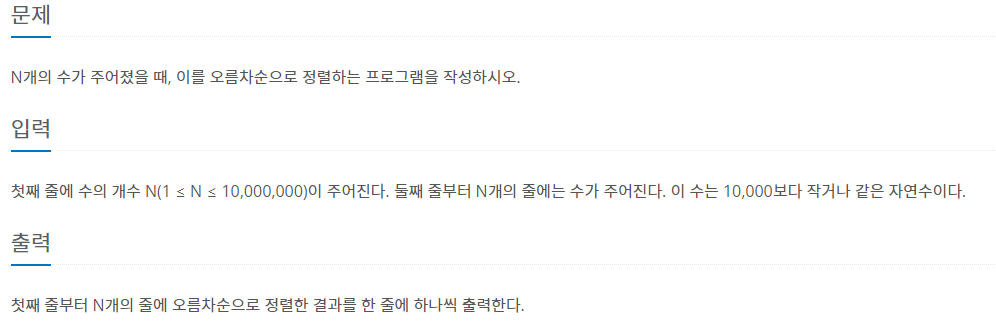 문제
N개의 수가 주어졌을 때, 이를 오름차순으로 정렬하는 프로그램을 작성하시오.
입력
첫째 줄에 수의 개수 N(1 ≤ N ≤ 10,000,000)이 주어진다. 둘째 줄부터 N개의 줄에는 수가 주어진다. 이 수는 10,000보다 작거나 같은 자연수이다.
출력
첫째 줄부터 N개의 줄에 오름차순으로 정렬한 결과를 한 줄에 하나씩 출력한다.